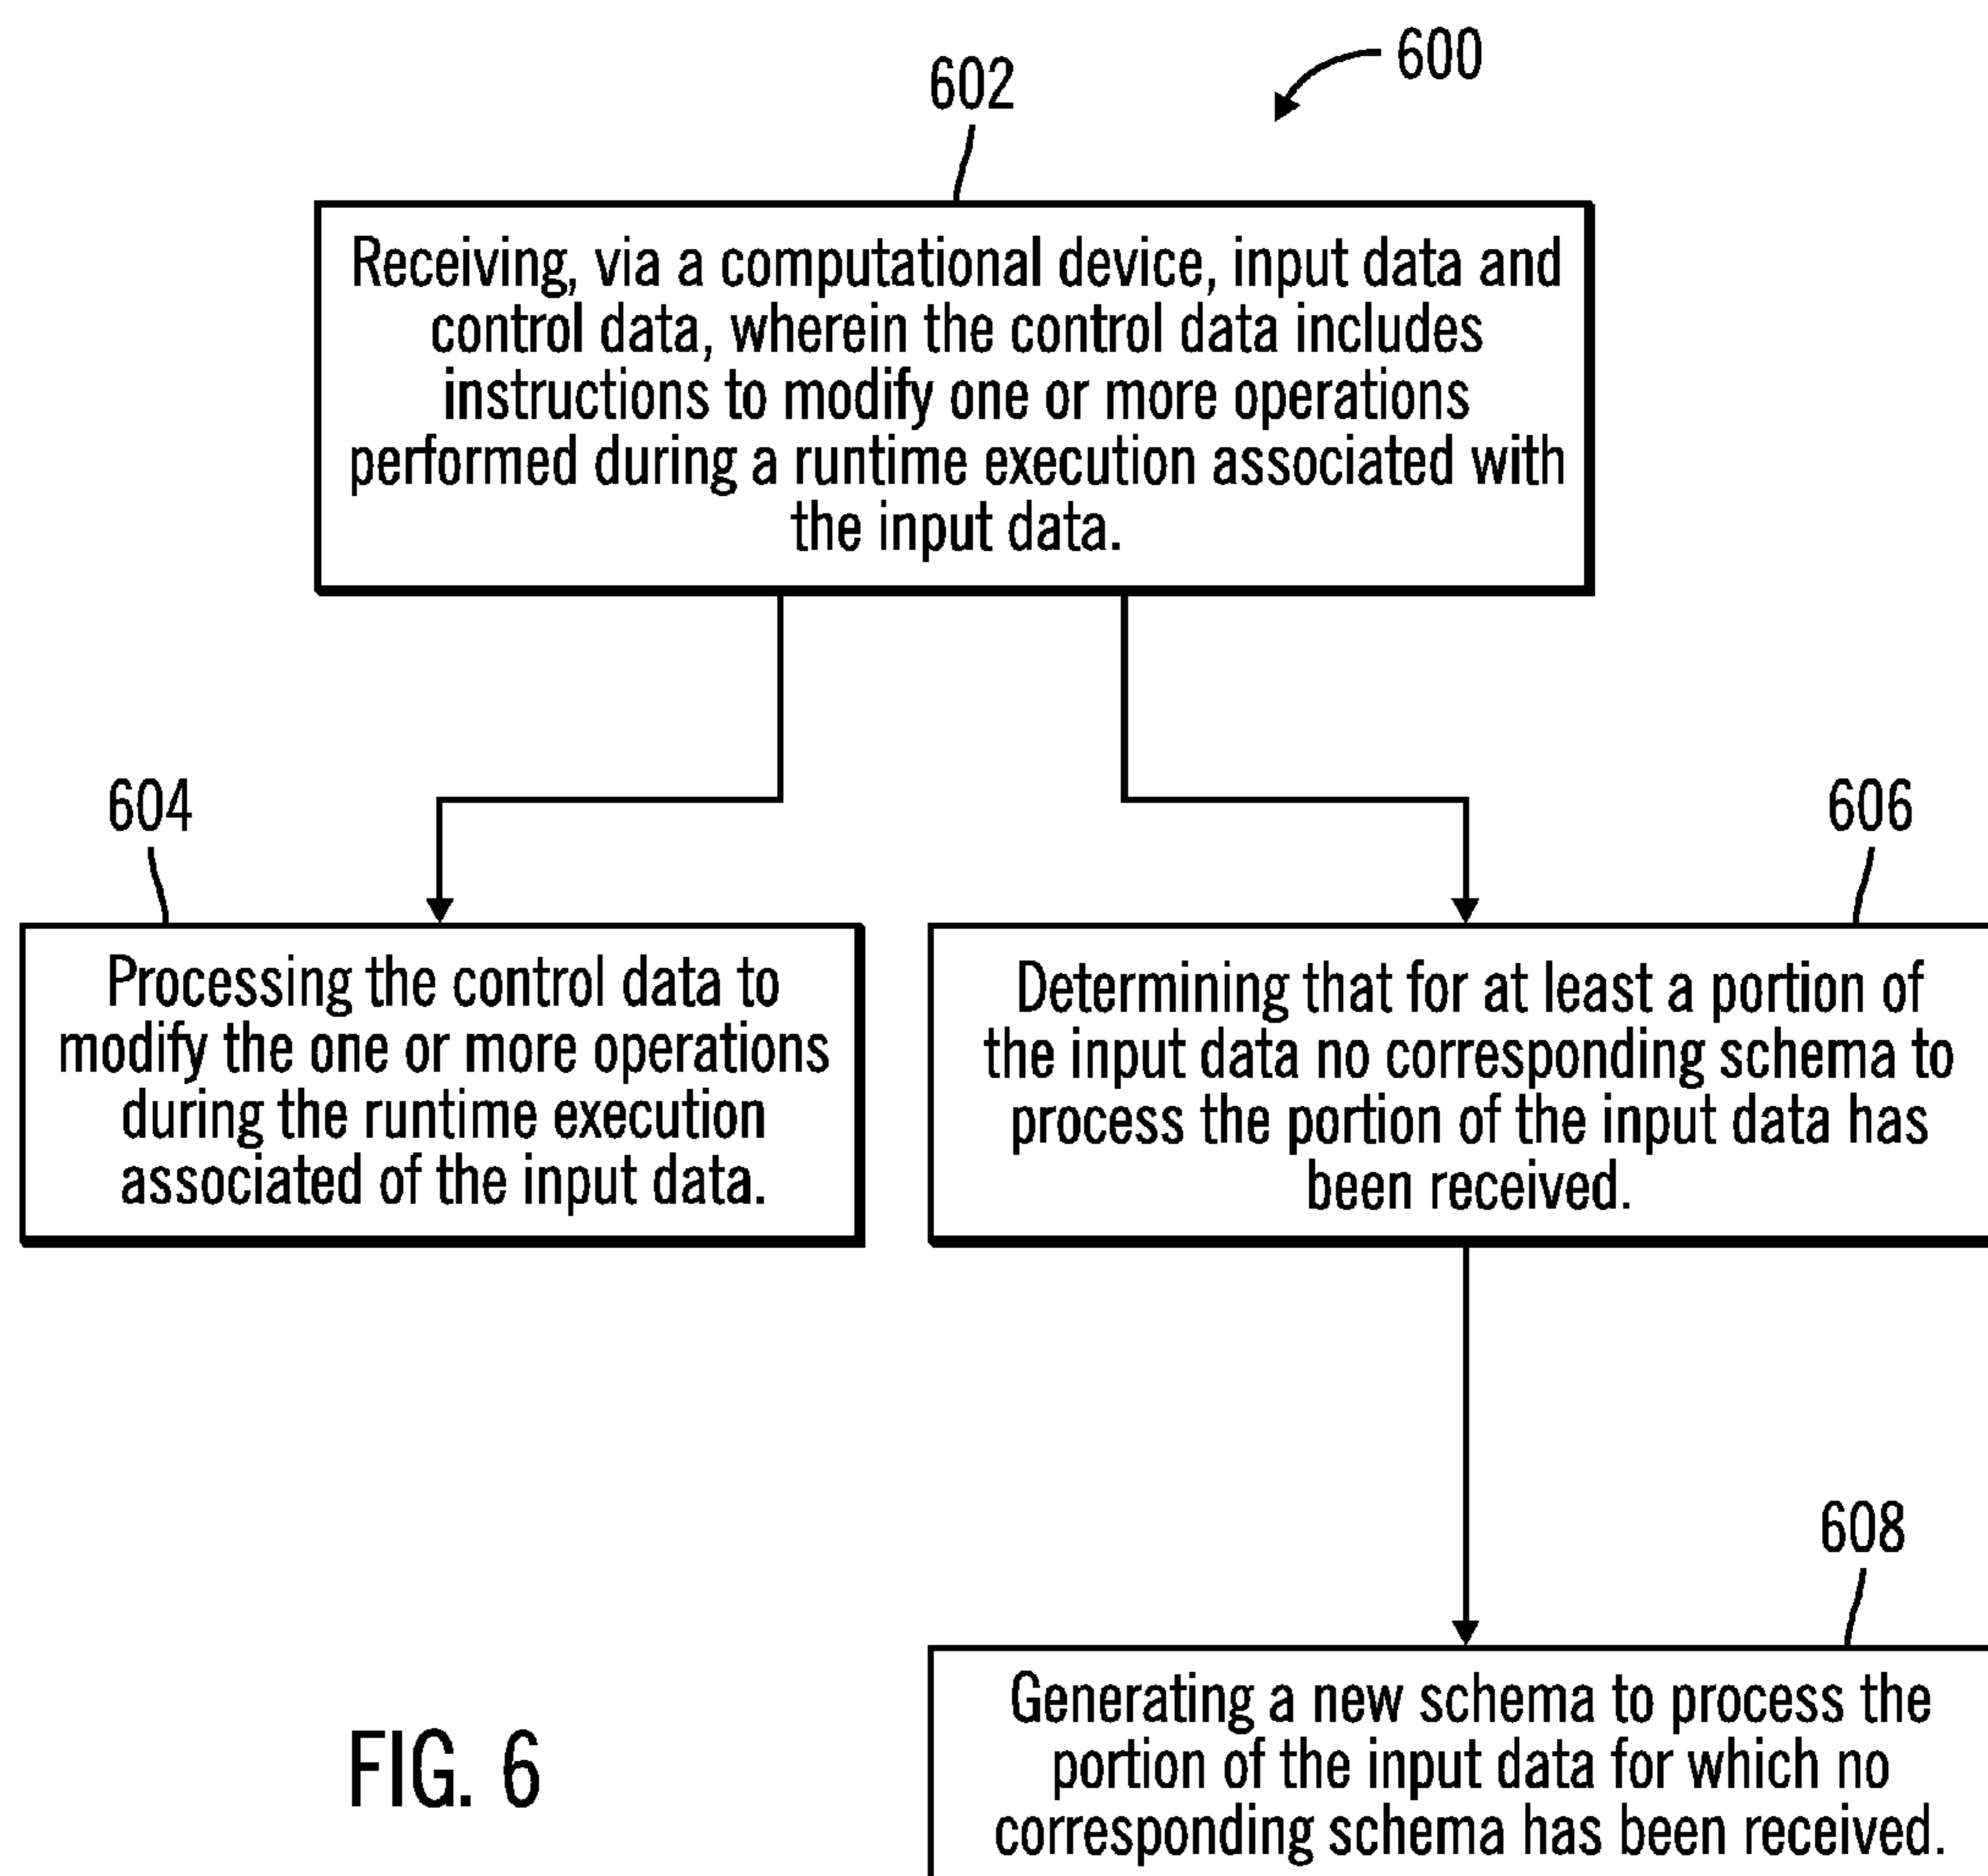 600
602
Receiving, via a computational device, input data and
control data, wherein the control data includes
instructions to modify one or more operations
performed during a runtime execution associated with
the input data.
604
Processing the control data to
modify the one or more operations
during the runtime execution
associated of the input data.
606
Determining that for at least a portion of
the input data no corresponding schema to
process the portion of the input data has
been received.
608
Generating a new schema to process the
portion of the input data for which no
corresponding schema has been received.
FIG. 6